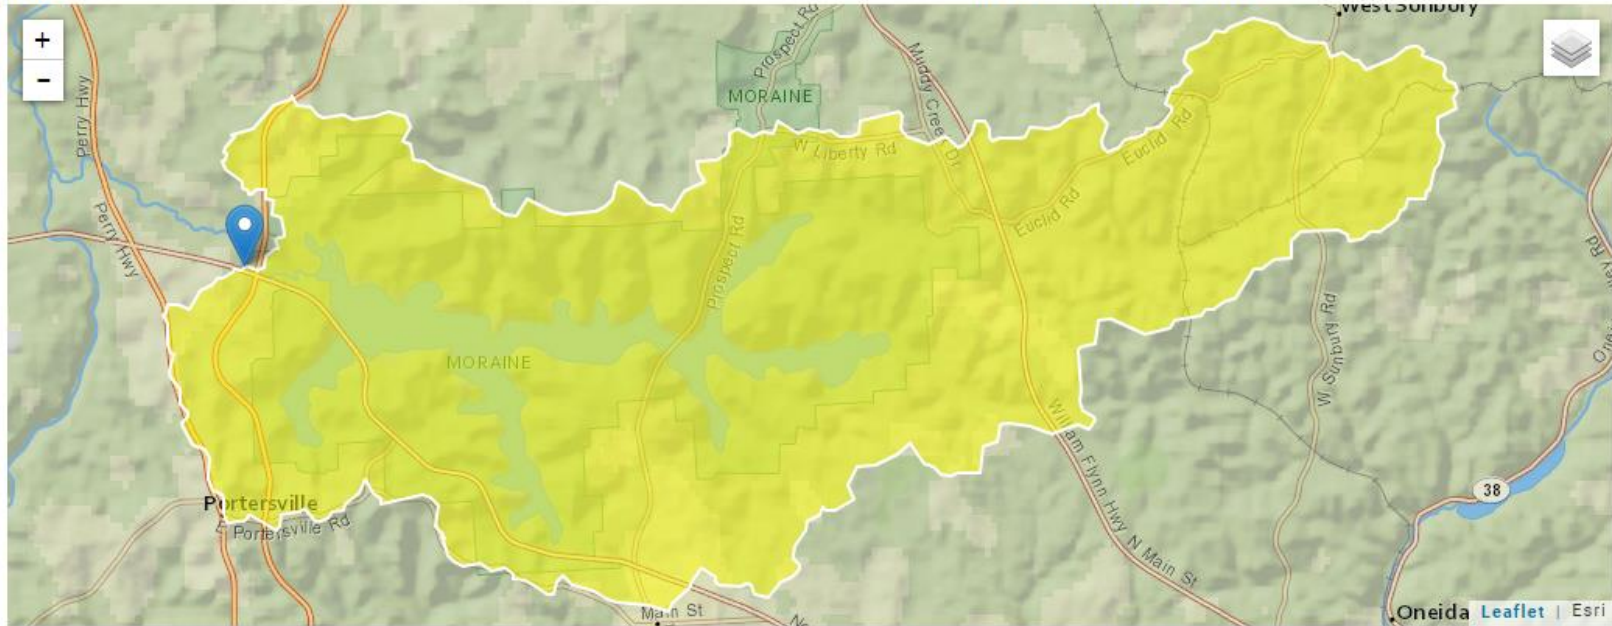 West Sunbury
+
−
Perry Hwy
Prospect Rd
MORAINE
Muddy Creek Dr
W Liberty Rd
Euclid Rd
Euclid Rd
Perry Hwy
Prospect Rd
W Sunbury Rd
MORAINE
William Flynn Hwy
N Main St
38
Portersville
E Portersville Rd
Main St
Oneida
Leaflet | Esri